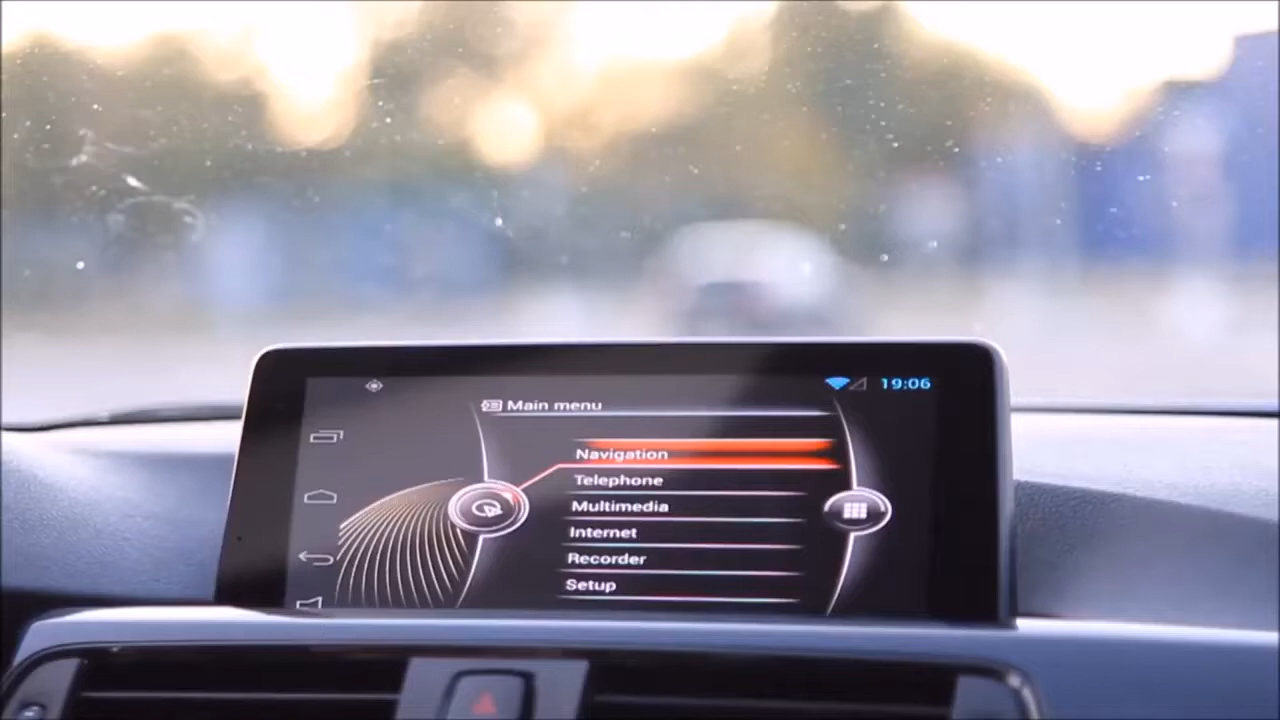 19:06
Main menu
Navigation
Telephone
Multimedia
Internet
Recorder
Setup